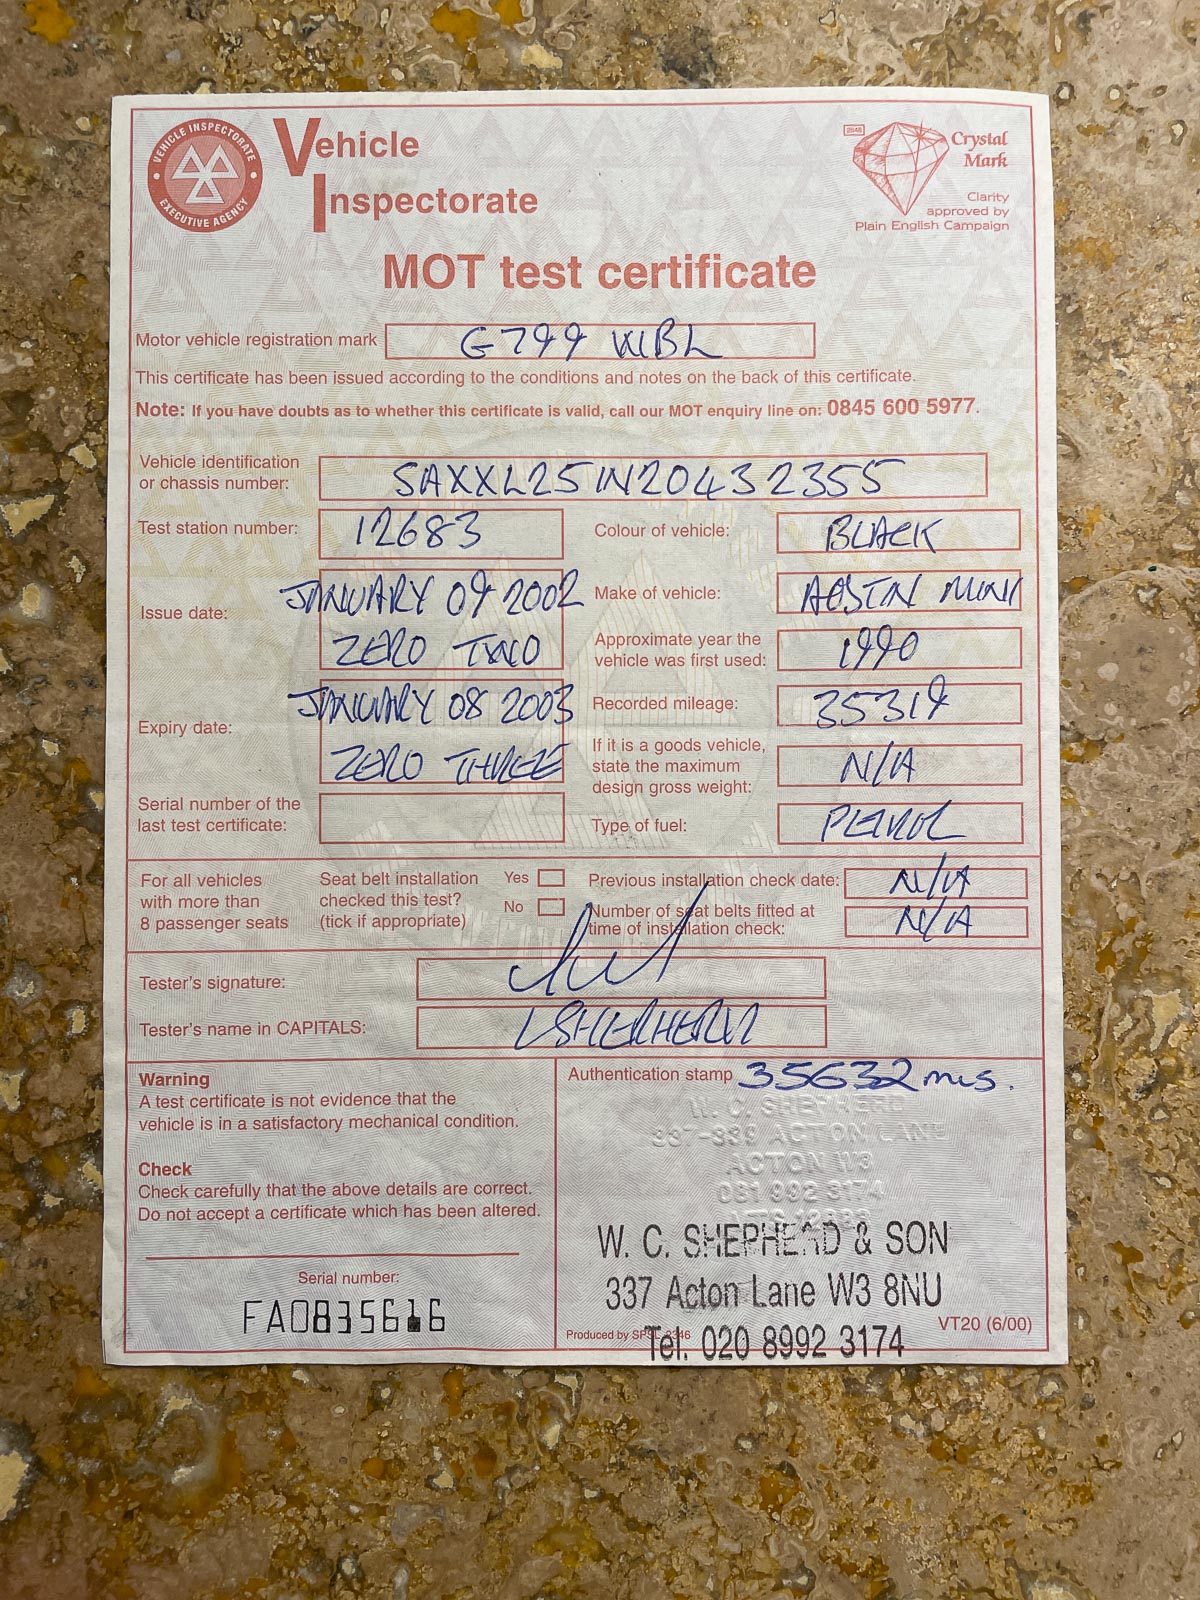 VEHICLE INSPECTORATE
EXECUTIVE AGENCY
Vehicle
Inspectorate
2546
Crystal
Mark
Clarity
approved by
Plain English Campaign
MOT test certificate
Motor vehicle registration mark G799 WBL
This certificate has been issued according to the conditions and notes on the back of this certificate.
Note: If you have doubts as to whether this certificate is valid, call our MOT enquiry line on: 0845 600 5977.
Vehicle identification
or chassis number: SAXXL2S1N20432355
Test station number: 12683
Colour of vehicle: BLACK
Issue date: JANUARY 09 2002
ZERO TWO
Make of vehicle: AUSTIN MINI
Approximate year the
vehicle was first used: 1990
Expiry date: JANUARY 08 2003
ZERO THREE
Recorded mileage: 35319
If it is a goods vehicle,
state the maximum
design gross weight: N/A
Serial number of the
last test certificate:
Type of fuel: PETROL
For all vehicles
with more than
8 passenger seats
Seat belt installation
checked this test?
(tick if appropriate)
Yes
No
Previous installation check date: N/A
Number of seat belts fitted at
time of installation check: N/A
Tester's signature:
Tester's name in CAPITALS: L SHEPHERD
Warning
A test certificate is not evidence that the
vehicle is in a satisfactory mechanical condition.
Check
Check carefully that the above details are correct.
Do not accept a certificate which has been altered.
Serial number:
FA0835616
Authentication stamp 35632 mls.
W. C. SHEPHERD
337-339 ACTON LANE
ACTON W3
081 992 3174
W. C. SHEPHERD & SON
337 Acton Lane W3 8NU
Tel. 020 8992 3174
Produced by SPSL 2346
VT20 (6/00)